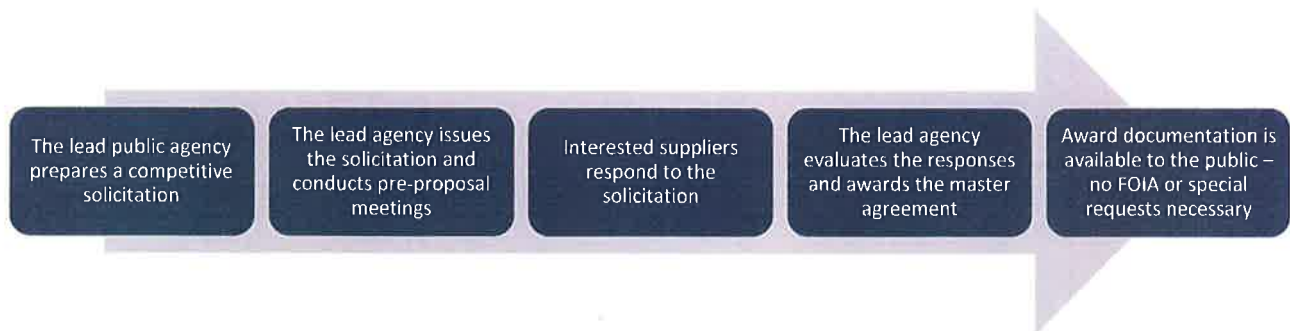 The lead public agency
prepares a competitive
solicitation
The lead agency issues
the solicitation and
conducts pre-proposal
meetings
Interested suppliers
respond to the
solicitation
The lead agency
evaluates the responses
and awards the master
agreement
Award documentation is
available to the public –
no FOIA or special
requests necessary